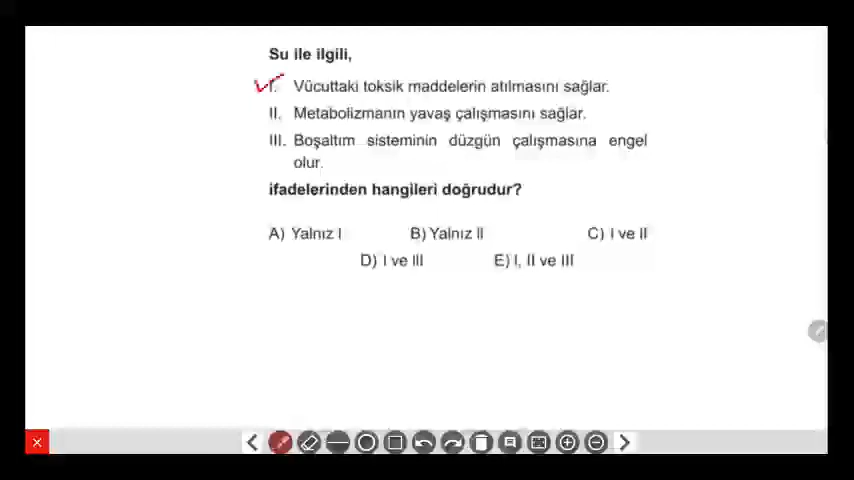 Su ile ilgili,
I. Vücuttaki toksik maddelerin atılmasını sağlar.
II. Metabolizmanın yavaş çalışmasını sağlar.
III. Boşaltım sisteminin düzgün çalışmasına engel
olur.
ifadelerinden hangileri doğrudur?
A) Yalnız I B) Yalnız II C) I ve II
D) I ve III E) I, II ve III